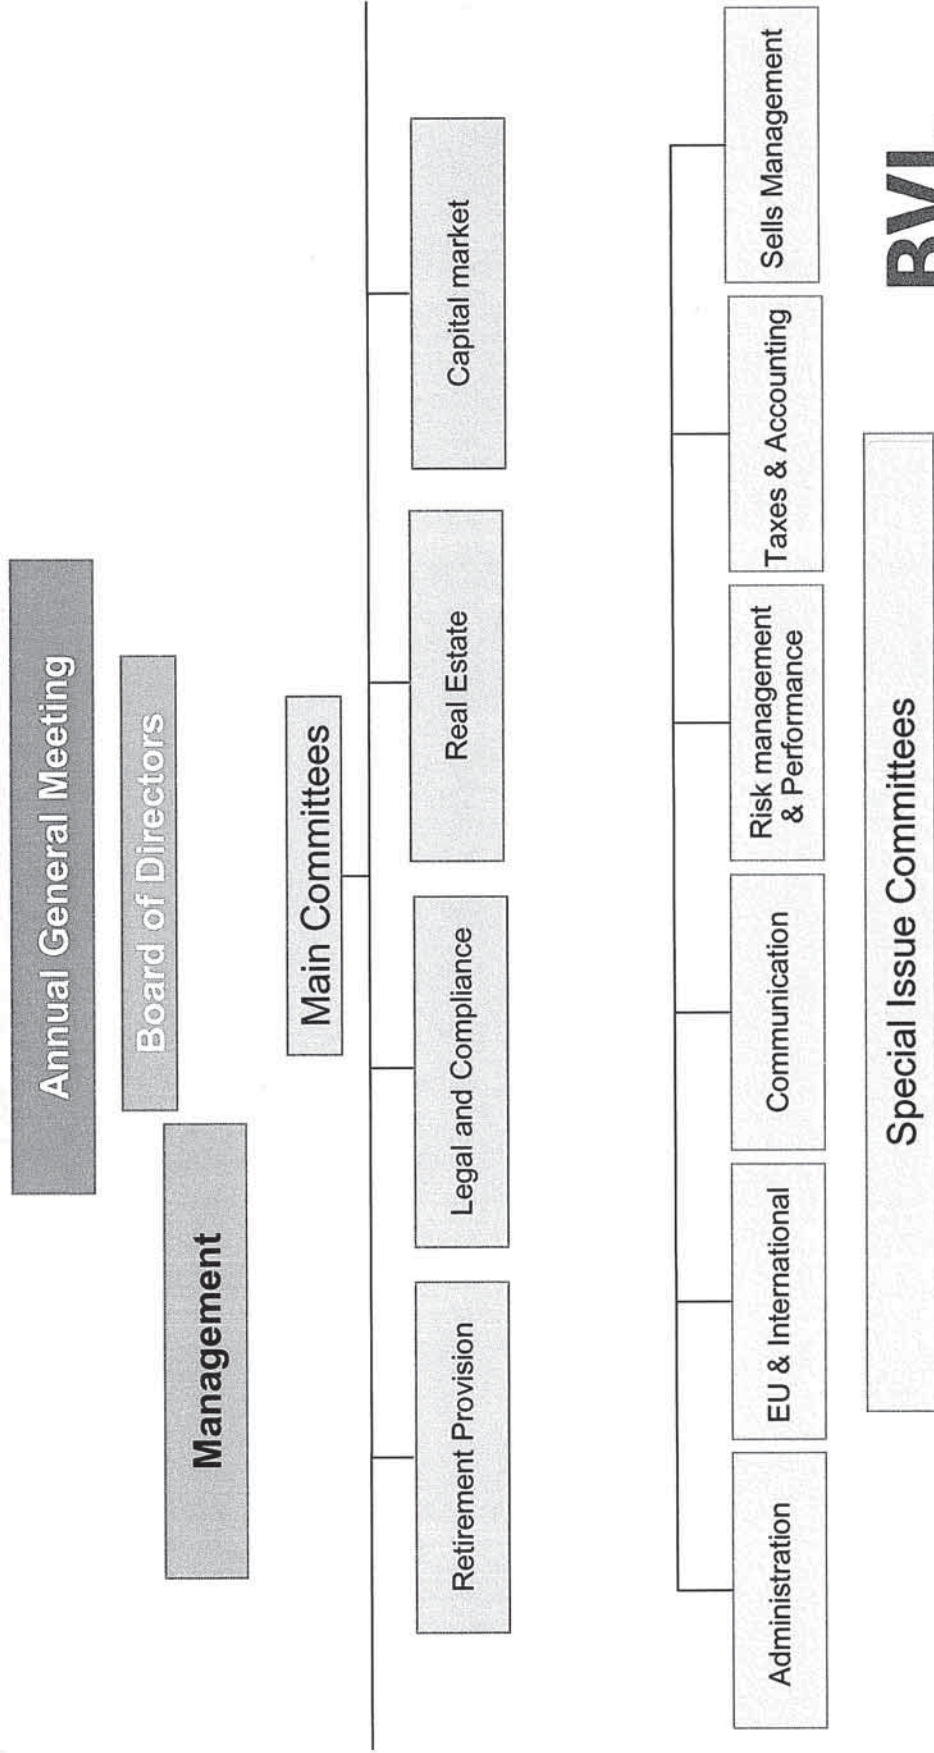 Annual General Meeting
Board of Directors
Management
Main Committees
Retirement Provision
Legal and Compliance
Real Estate
Capital market
Administration
EU & International
Communication
Risk management
& Performance
Taxes & Accounting
Sells Management
Special Issue Committees
BVI